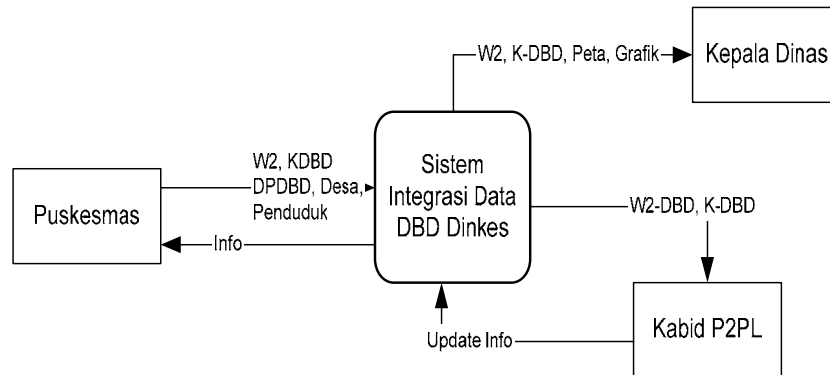 W2, K-DBD, Peta, Grafik
Kepala Dinas
W2, KDBD
DPDBD, Desa,
Penduduk
Sistem
Integrasi Data
DBD Dinkes
Puskesmas
W2-DBD, K-DBD
Info
Update Info
Kabid P2PL